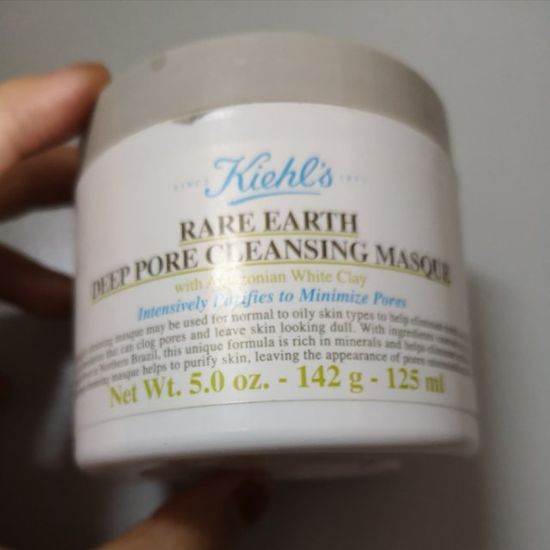 SINCE Kiehl's
RARE EARTH
DEEP PORE CLEANSING MASQUE
with Amazonian White Clay
Intensively Purifies to Minimize Pores
masque may be used for normal to oily skin types to help
that can clog pores and leave skin looking dull. With ingredients
Northern Brazil, this unique formula is rich in minerals and helps
masque helps to purify skin, leaving the appearance of pores
Net Wt. 5.0 oz. - 142 g - 125 ml